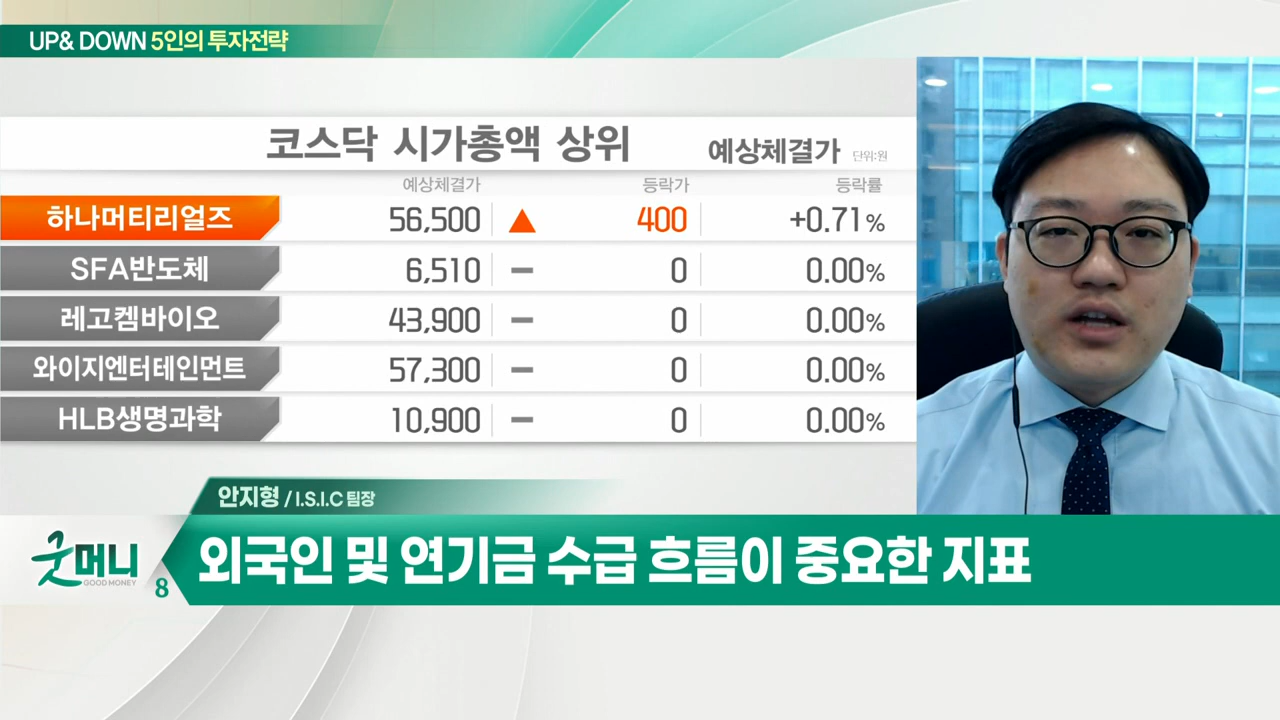 UP& DOWN 5인의 투자전략
코스닥 시가총액 상위 예상체결가 단위:원
예상체결가 등락가 등락률
하나머티리얼즈 56,500 ▲ 400 +0.71%
SFA반도체 6,510 - 0 0.00%
레고켐바이오 43,900 - 0 0.00%
와이지엔터테인먼트 57,300 - 0 0.00%
HLB생명과학 10,900 - 0 0.00%
안지형 / I.S.I.C 팀장
굿머니
GOOD MONEY
8
외국인 및 연기금 수급 흐름이 중요한 지표